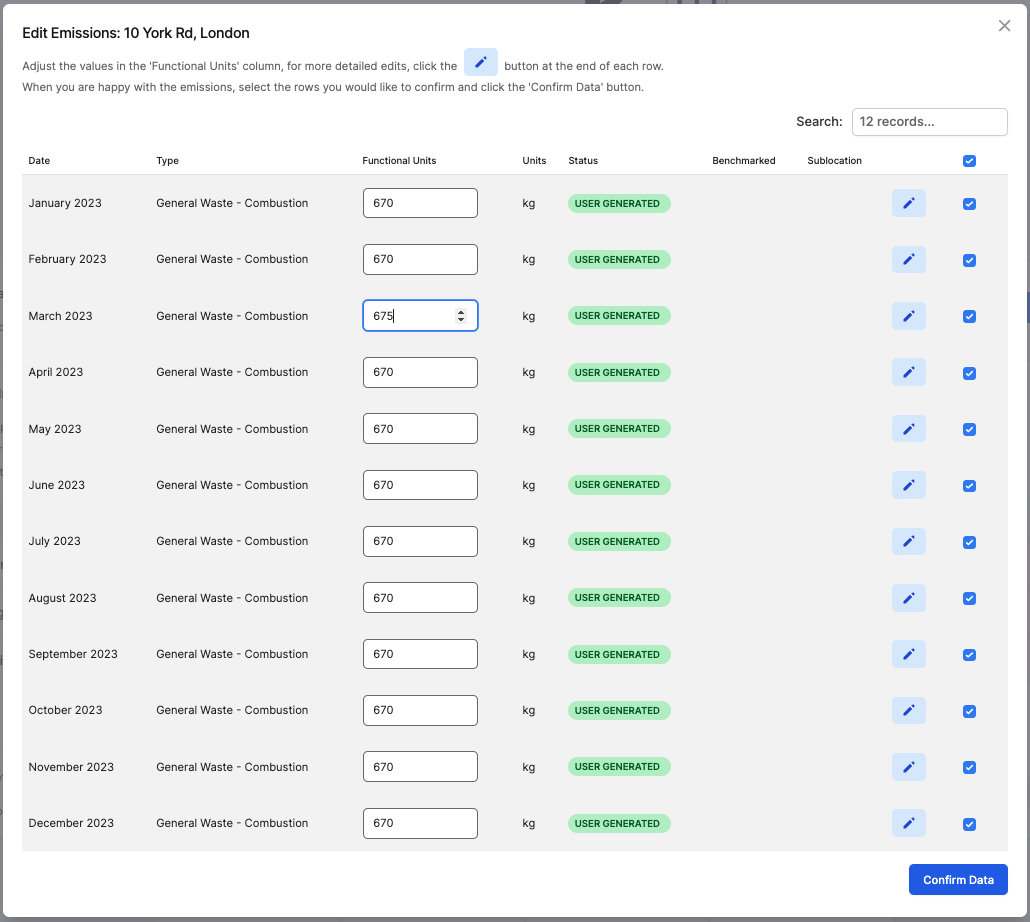 Edit Emissions: 10 York Rd, London
Adjust the values in the 'Functional Units' column, for more detailed edits, click the button at the end of each row.
When you are happy with the emissions, select the rows you would like to confirm and click the 'Confirm Data' button.
Search: 12 records...
Date Type Functional Units Units Status Benchmarked Sublocation
January 2023 General Waste - Combustion 670 kg USER GENERATED
February 2023 General Waste - Combustion 670 kg USER GENERATED
March 2023 General Waste - Combustion 675 kg USER GENERATED
April 2023 General Waste - Combustion 670 kg USER GENERATED
May 2023 General Waste - Combustion 670 kg USER GENERATED
June 2023 General Waste - Combustion 670 kg USER GENERATED
July 2023 General Waste - Combustion 670 kg USER GENERATED
August 2023 General Waste - Combustion 670 kg USER GENERATED
September 2023 General Waste - Combustion 670 kg USER GENERATED
October 2023 General Waste - Combustion 670 kg USER GENERATED
November 2023 General Waste - Combustion 670 kg USER GENERATED
December 2023 General Waste - Combustion 670 kg USER GENERATED
Confirm Data